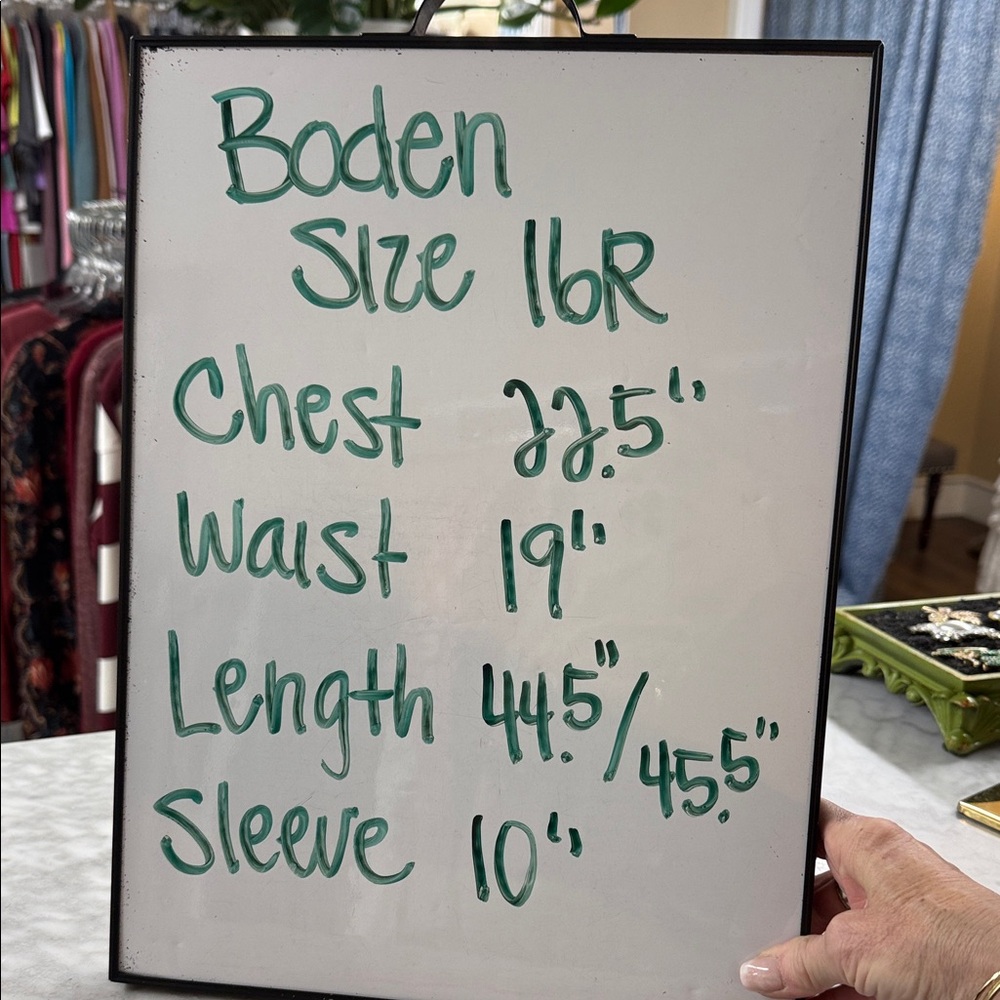 Boden
Size 16R
Chest 22.5"
Waist 19"
Length 44.5"/45.5"
Sleeve 10"